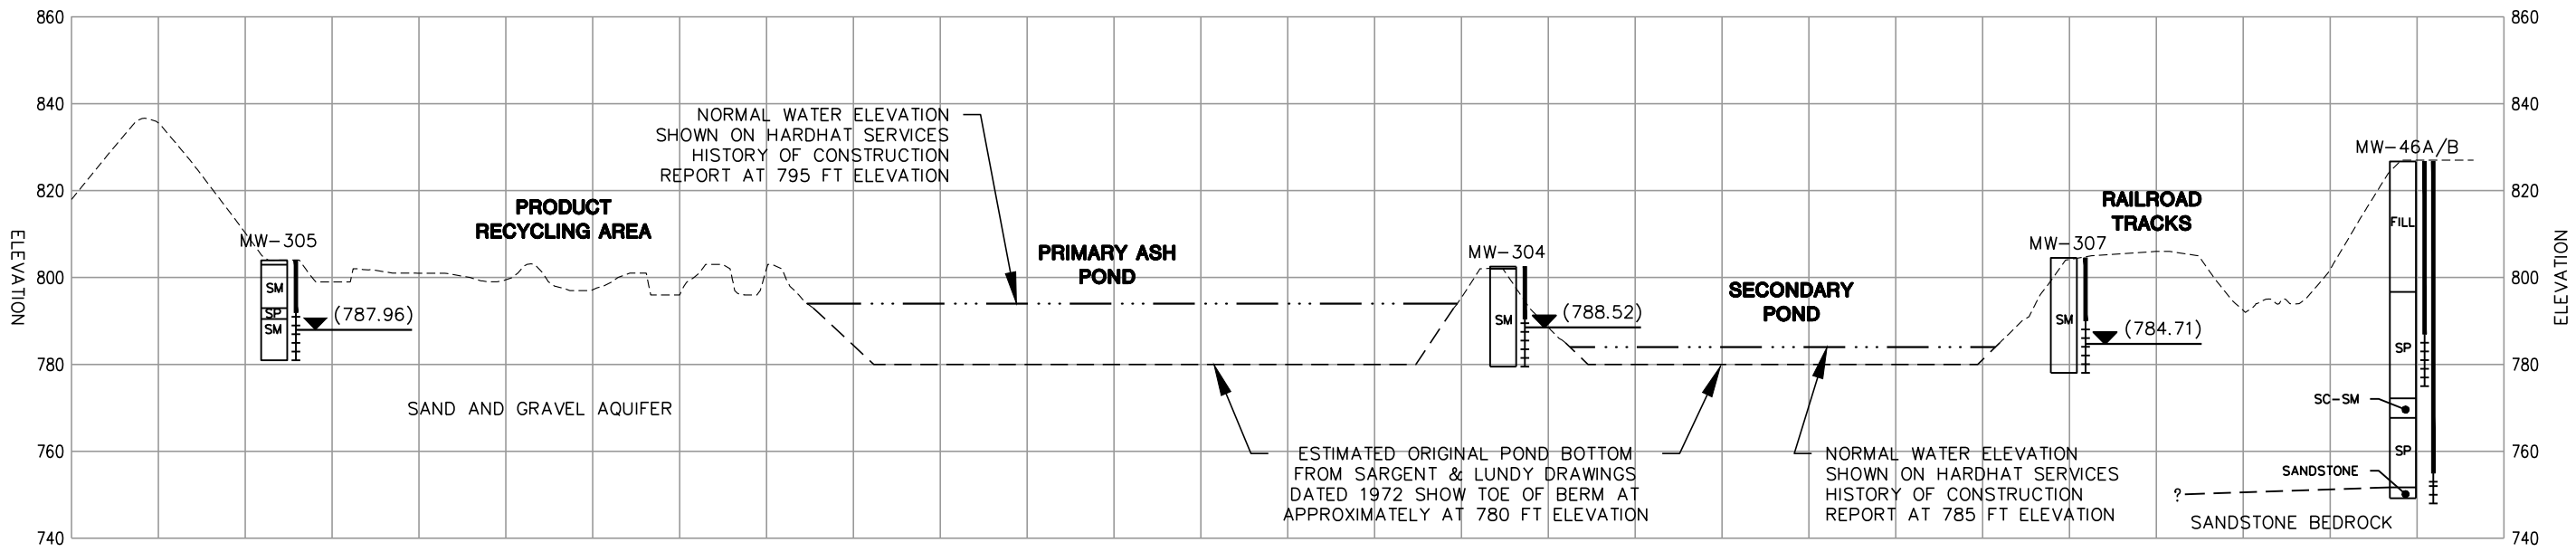 860
840
820
800
780
760
740
ELEVATION
MW-305
SM
SP
SM
(787.96)
PRODUCT
RECYCLING AREA
SAND AND GRAVEL AQUIFER
NORMAL WATER ELEVATION
SHOWN ON HARDHAT SERVICES
HISTORY OF CONSTRUCTION
REPORT AT 795 FT ELEVATION
PRIMARY ASH
POND
ESTIMATED ORIGINAL POND BOTTOM
FROM SARGENT & LUNDY DRAWINGS
DATED 1972 SHOW TOE OF BERM AT
APPROXIMATELY AT 780 FT ELEVATION
MW-304
SM
(788.52)
SECONDARY
POND
NORMAL WATER ELEVATION
SHOWN ON HARDHAT SERVICES
HISTORY OF CONSTRUCTION
REPORT AT 785 FT ELEVATION
MW-307
SM
(784.71)
RAILROAD
TRACKS
MW-46A/B
FILL
SP
SC-SM
SP
SANDSTONE
?
SANDSTONE BEDROCK
860
840
820
800
780
760
740
ELEVATION